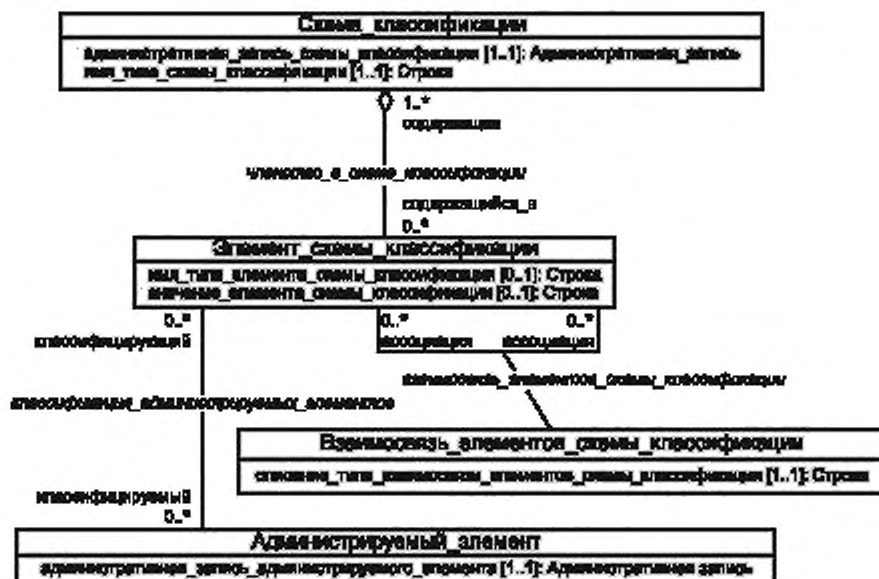 Схема_классификации
административная_запись_схемы_классификации [1..1]: Административная_запись
имя_типа_схемы_классификации [1..1]: Строка
1..*
содержащая
членство_в_схеме_классификации
содержащийся_в
0..*
Элемент_схемы_классификации
имя_типа_элемента_схемы_классификации [0..1]: Строка
значение_элемента_схемы_классификации [0..1]: Строка
0..*
0..*
0..*
классифицирующий
ассоциация
ассоциация
взаимосвязь_элементов_схемы_классификации
классификация_администрируемых_элементов
Взаимосвязь_элементов_схемы_классификации
описание_типа_взаимосвязи_элементов_схемы_классификации [1..1]: Строка
классифицируемый
0..*
Администрируемый_элемент
административная_запись_администрируемого_элемента [1..1]: Административная запись